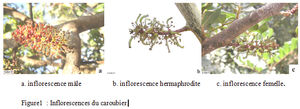 a b c
a. inflorescence mâle b. inflorescence hermaphrodite c. inflorescence femelle.
Figure1 : Inflorescences du caroubier